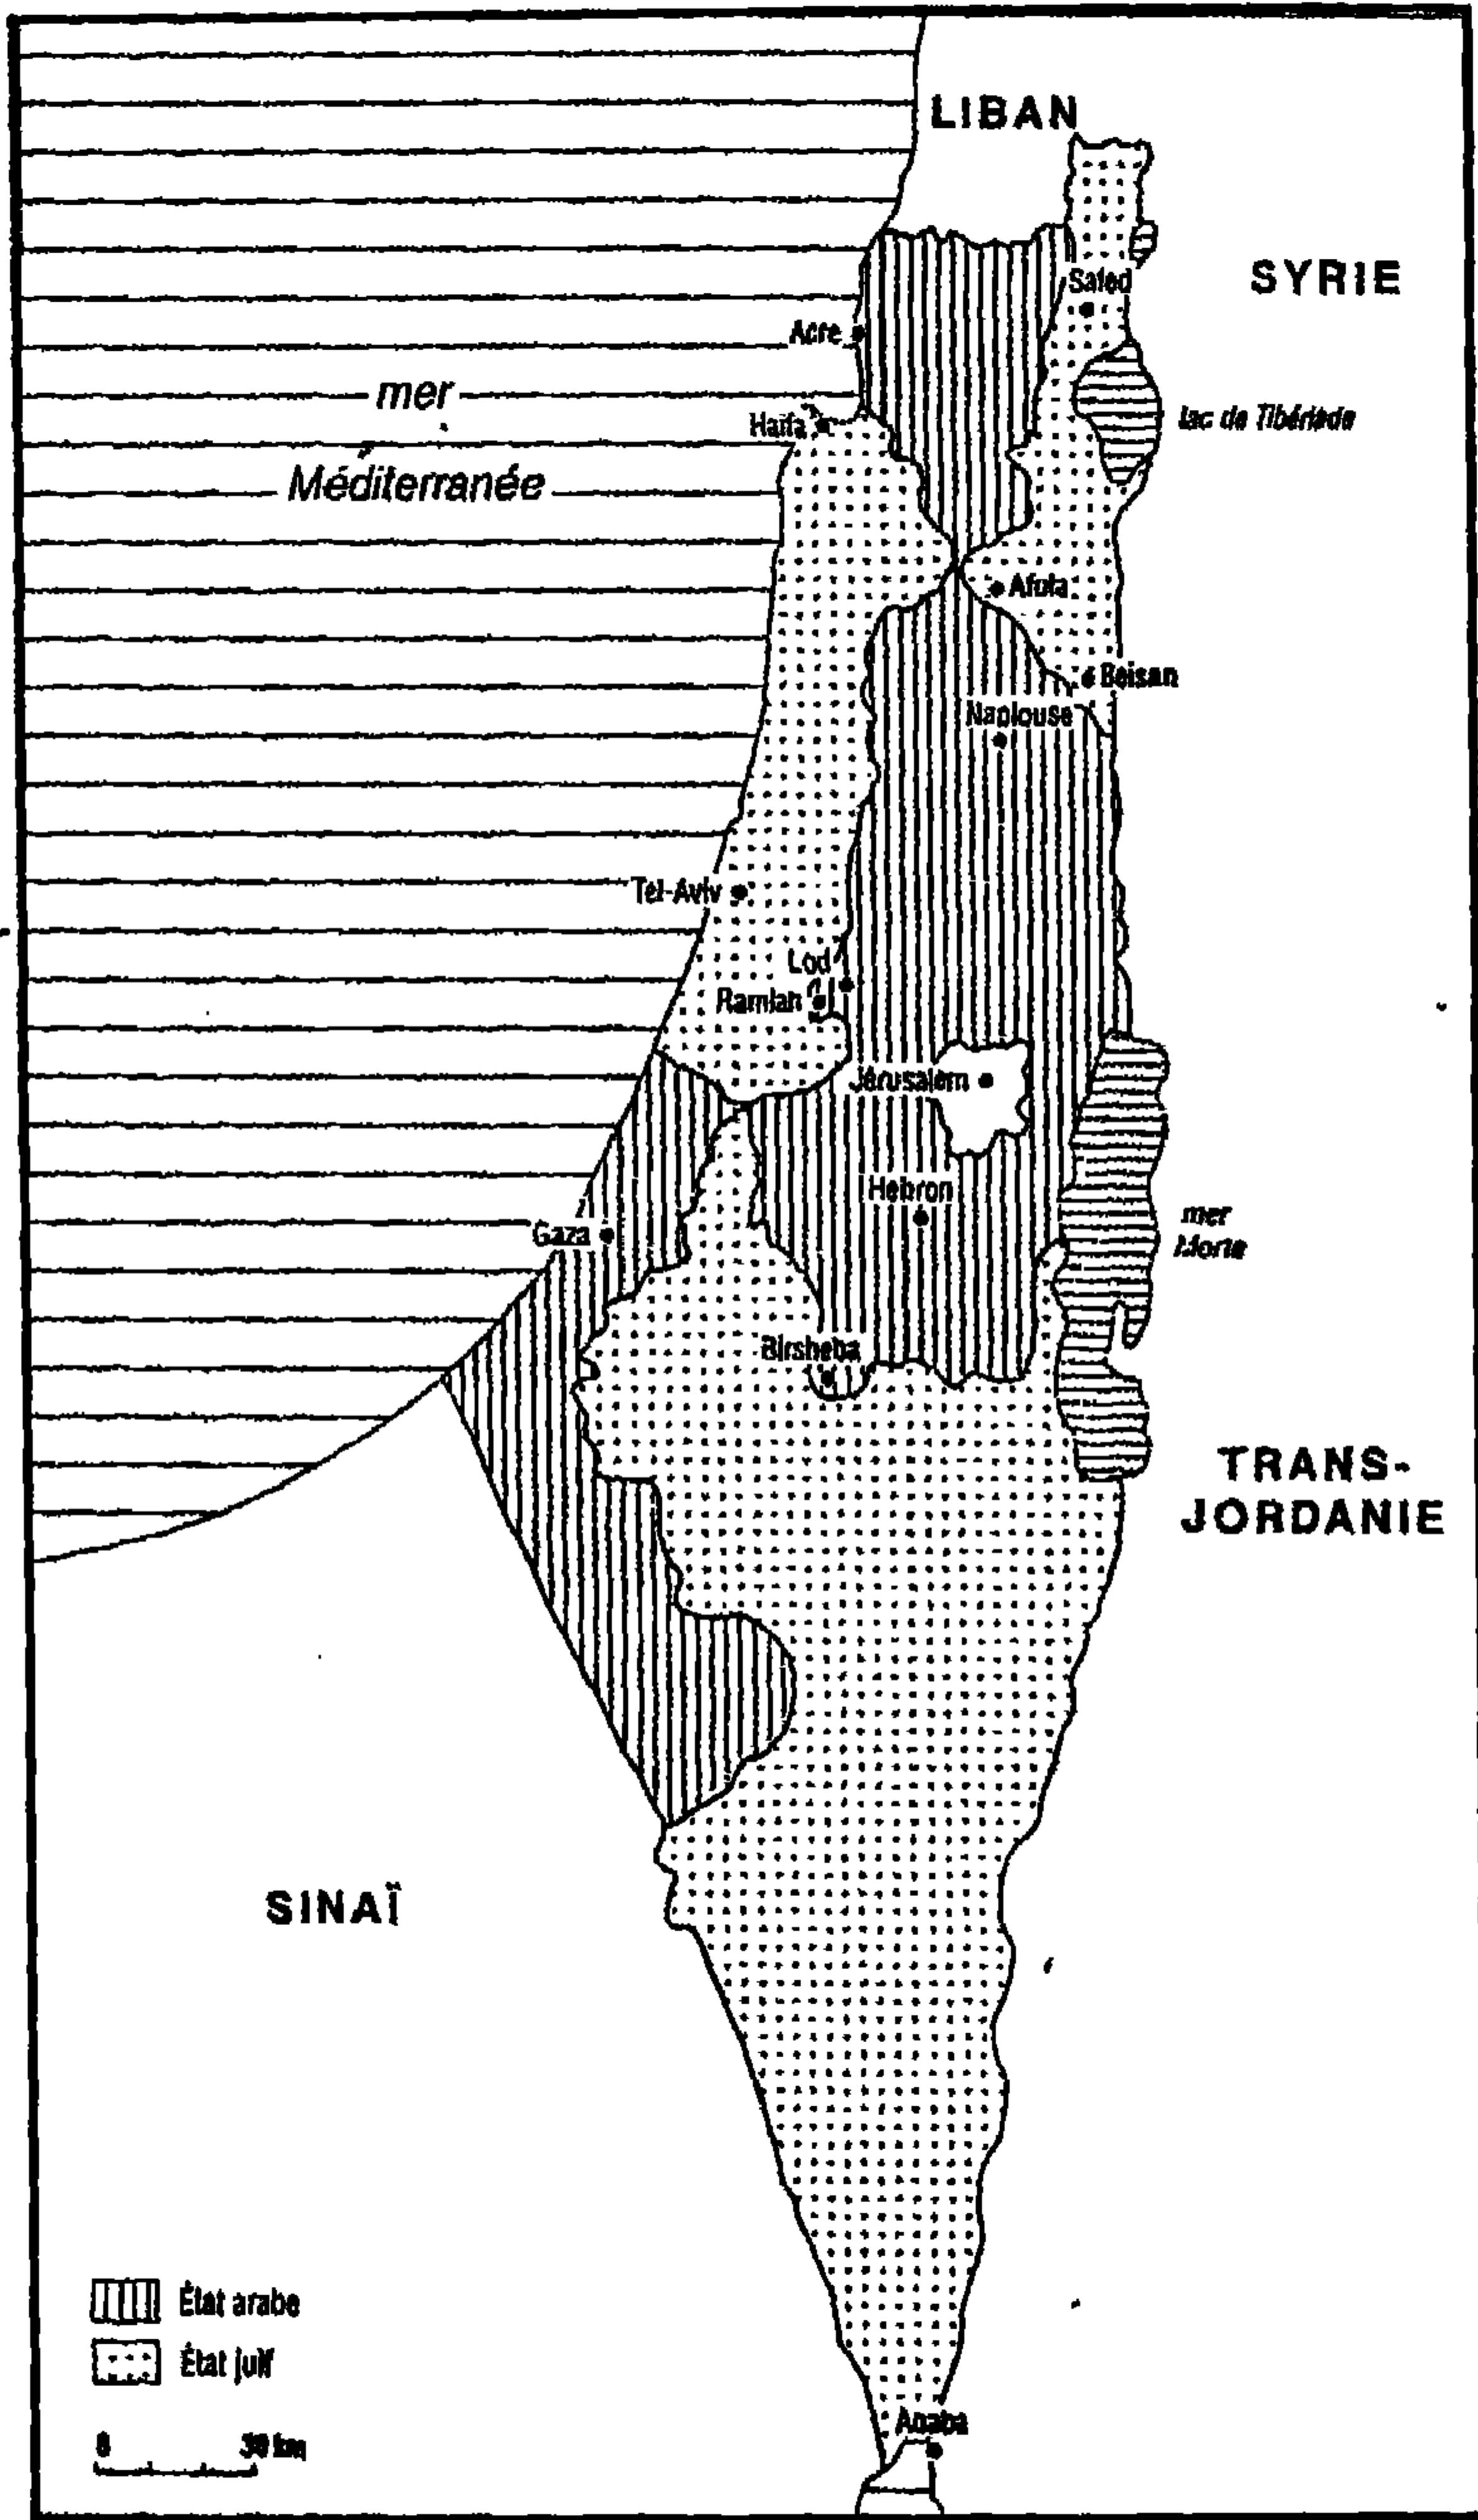 LIBAN
SYRIE
Safed
Acre
mer
Haïfa
lac de Tibériade
Méditerranée
Afula
Beisan
Naplouse
Tel-Aviv
Lod
Ramlah
Jérusalem
Hebron
mer
Morte
Gaza
Birsheba
TRANS-
JORDANIE
SINAÏ
État arabe
État juif
Aqaba
0 30 km